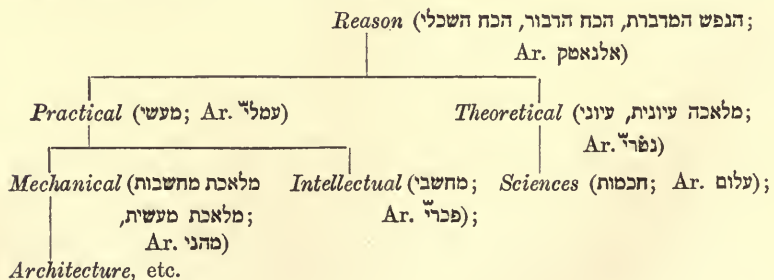 Reason (הנפש המדברת, הכח הדבור, הכח השכלי;
Ar. אלנאטק)
Practical (מעשי; Ar. עמליّ) Theoretical (מלאכה עיונית, עיוני;
Ar. נט̇ריّ)
Mechanical (מלאכת מחשבות Intellectual (מחשבי; Sciences (חכמות; Ar. עלום);
מלאכת מעשית, Ar. פכריّ);
Ar. מהני)
Architecture, etc.